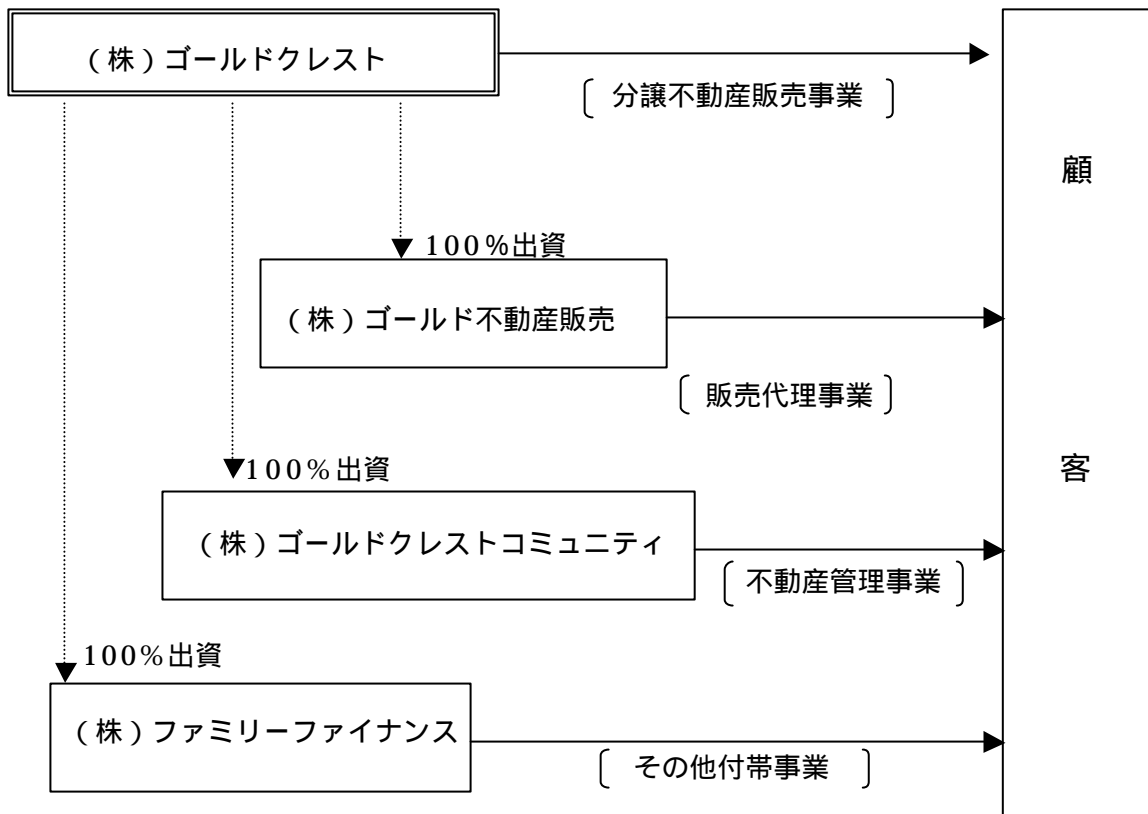 （株）ゴールドクレスト
〔 分譲不動産販売事業 〕
顧
客
100％出資
（株）ゴールド不動産販売
〔 販売代理事業 〕
100％出資
（株）ゴールドクレストコミュニティ
〔 不動産管理事業 〕
100％出資
（株）ファミリーファイナンス
〔 その他付帯事業 〕